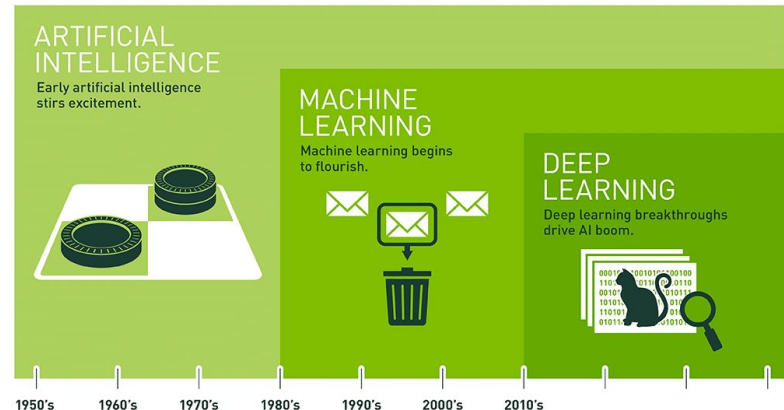 ARTIFICIAL
INTELLIGENCE
Early artificial intelligence
stirs excitement.
MACHINE
LEARNING
Machine learning begins
to flourish.
DEEP
LEARNING
Deep learning breakthroughs
drive AI boom.
1950's
1960's
1970's
1980's
1990's
2000's
2010's